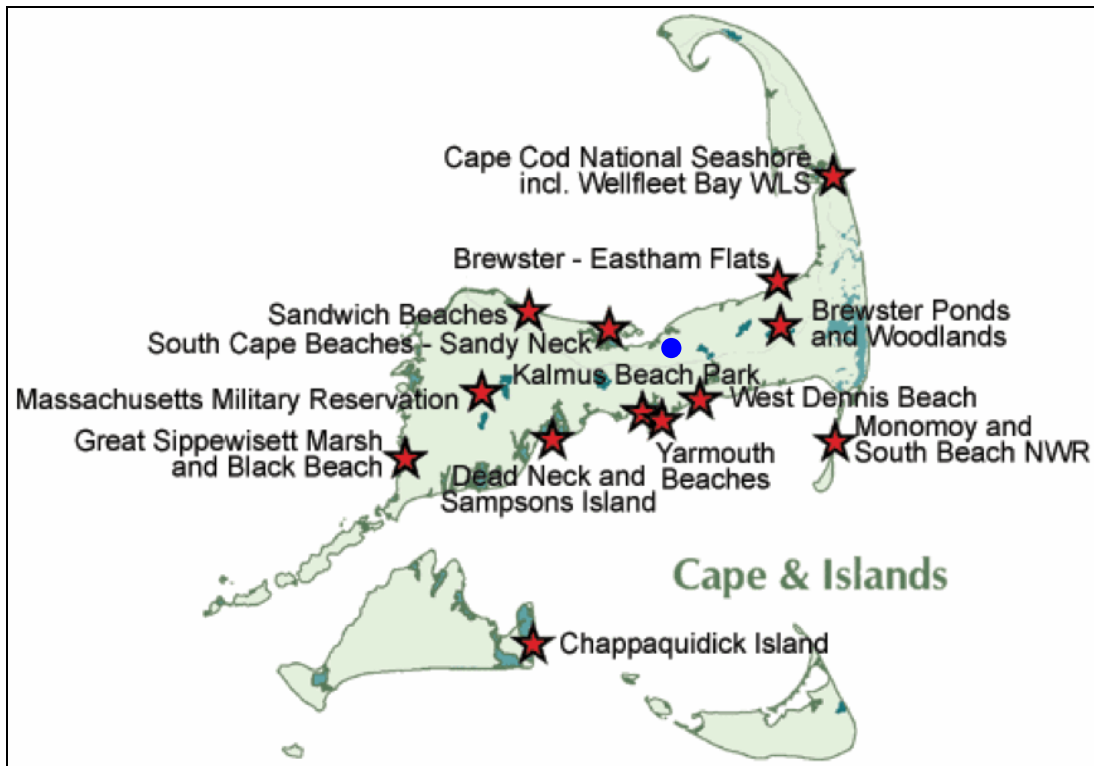 Cape Cod National Seashore
incl. Wellfleet Bay WLS
Brewster - Eastham Flats
Sandwich Beaches
Brewster Ponds
and Woodlands
South Cape Beaches - Sandy Neck
Kalmus Beach Park
Massachusetts Military Reservation
West Dennis Beach
Great Sippewisett Marsh
and Black Beach
Monomoy and
South Beach NWR
Yarmouth
Beaches
Dead Neck and
Sampsons Island
Cape & Islands
Chappaquidick Island